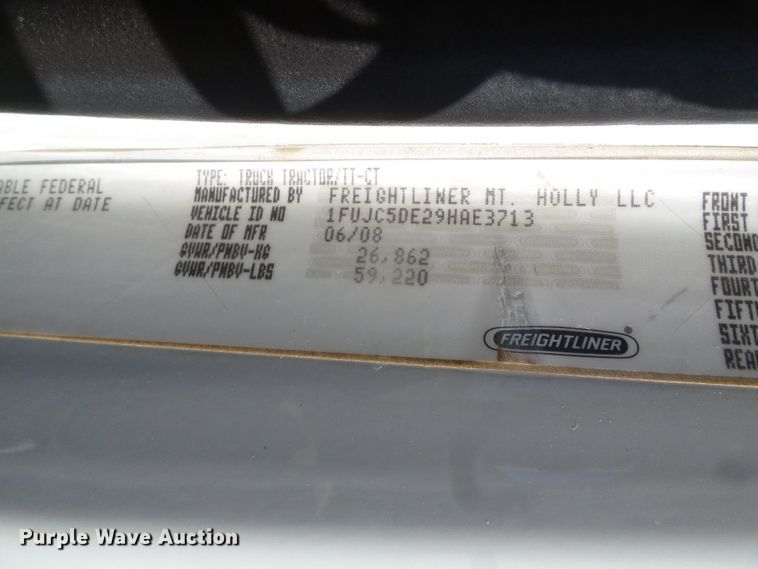 TYPE: TRUCK TRACTOR/TT-CT
ABLE FEDERAL
FECT AT DATE
MANUFACTURED BY FREIGHTLINER MT. HOLLY LLC
VEHICLE ID NO 1FUJC5DE29HAE3713
DATE OF MFR 06/08
GVWR/PNBV-KG 26,862
GVWR/PNBV-LBS 59,220
FRONT
FIRST
SECOND
THIRD
FOURT
FIFTH
SIXT
REAR
FREIGHTLINER®
Purple Wave Auction